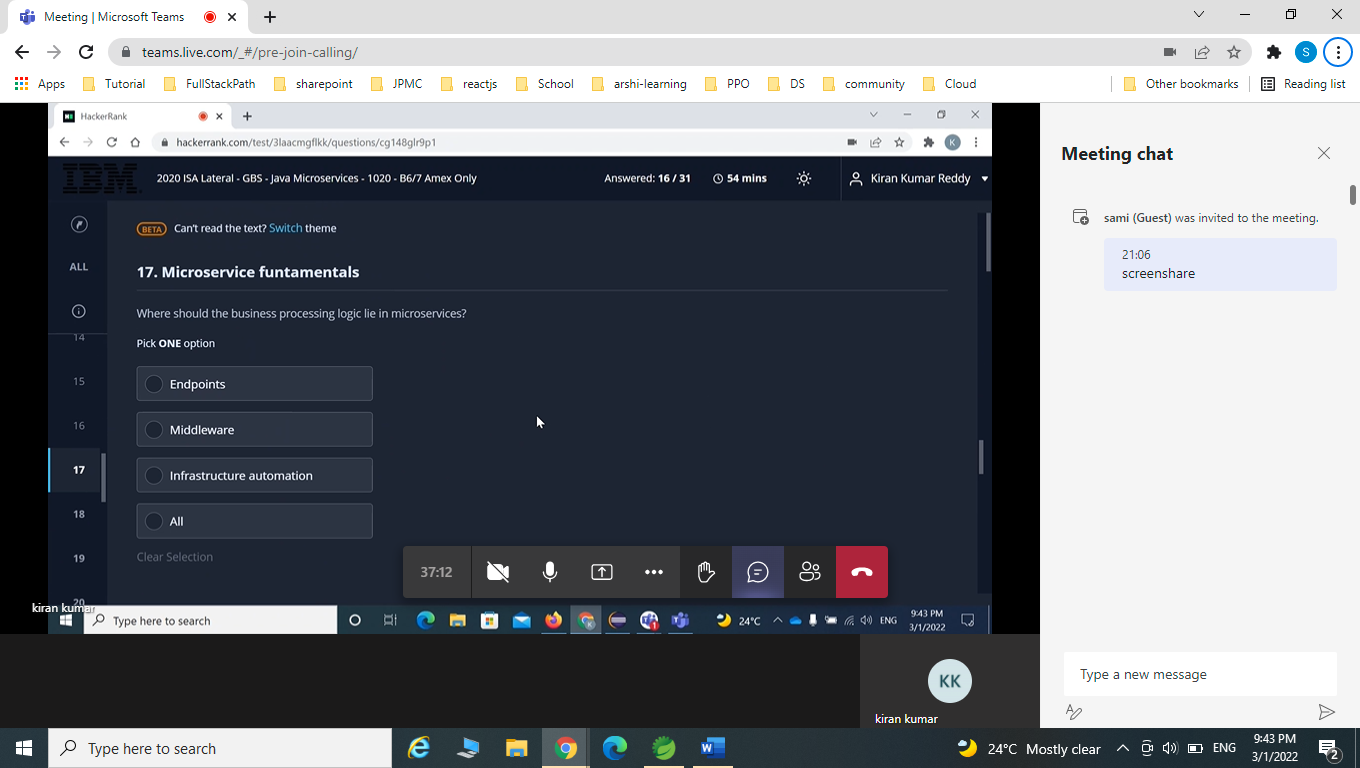 Meeting | Microsoft Teams
teams.live.com/_#/pre-join-calling/
S
Apps Tutorial FullStackPath sharepoint JPMC reactjs School arshi-learning PPO DS community Cloud Other bookmarks Reading list
HackerRank
hackerrank.com/test/3laacmgflkk/questions/cg148glr9p1
K
IBM. 2020 ISA Lateral - GBS - Java Microservices - 1020 - B6/7 Amex Only Answered: 16 / 31 54 mins Kiran Kumar Reddy
BETA Can't read the text? Switch theme
ALL
17. Microservice funtamentals
Where should the business processing logic lie in microservices?
14
Pick ONE option
15
Endpoints
16
Middleware
17
Infrastructure automation
18
All
19
Clear Selection
20
37:12
kiran kumar
Type here to search
24°C ENG 9:43 PM
3/1/2022
KK
kiran kumar
Meeting chat
sami (Guest) was invited to the meeting.
21:06
screenshare
Type a new message
Type here to search
24°C Mostly clear ENG 9:43 PM
3/1/2022
2